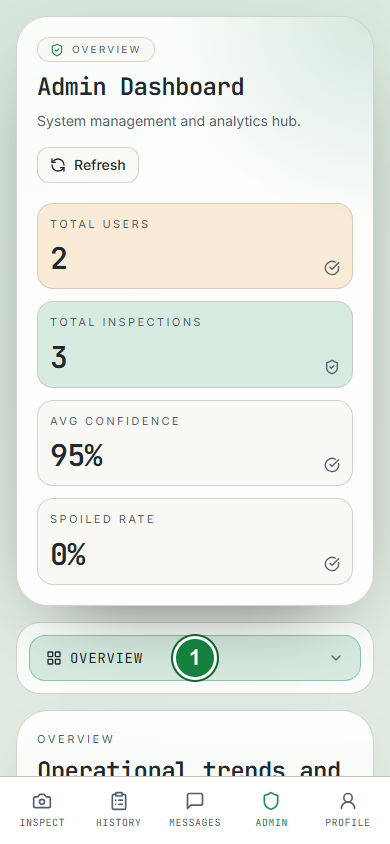 OVERVIEW
Admin Dashboard
System management and analytics hub.
Refresh
TOTAL USERS
2
TOTAL INSPECTIONS
3
AVG CONFIDENCE
95%
SPOILED RATE
0%
OVERVIEW 1
OVERVIEW
Operational trends and
INSPECT HISTORY MESSAGES ADMIN PROFILE